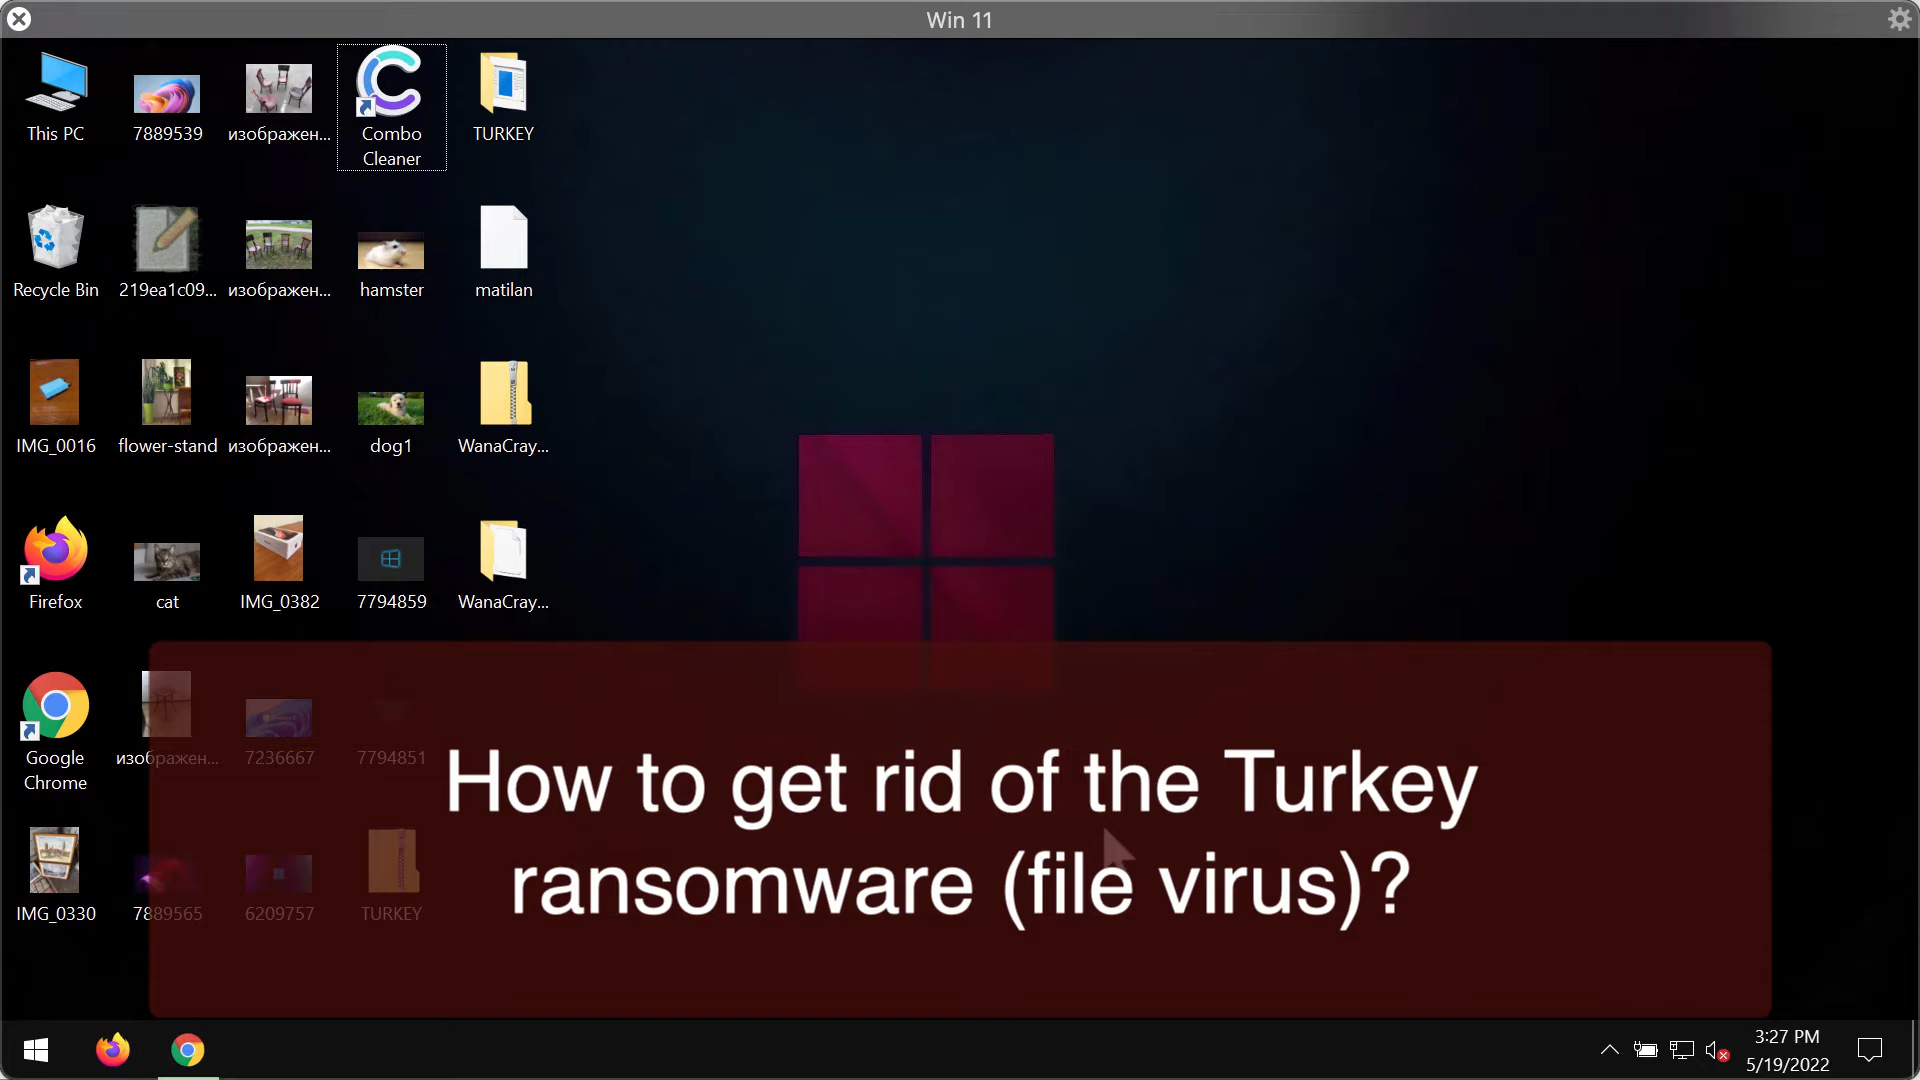 Win 11
This PC
7889539
изображен...
Combo
Cleaner
TURKEY
Recycle Bin
219ea1c09...
изображен...
hamster
matilan
IMG_0016
flower-stand
изображен...
dog1
WanaCray...
Firefox
cat
IMG_0382
7794859
WanaCray...
Google
Chrome
изображен...
7236667
7794851
IMG_0330
7889565
6209757
TURKEY
How to get rid of the Turkey
ransomware (file virus)?
3:27 PM
5/19/2022